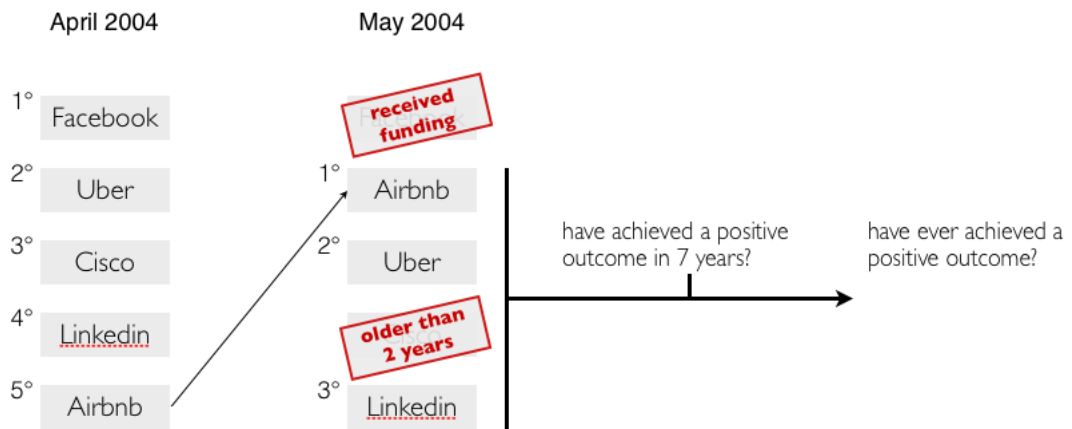 April 2004
May 2004
1°
Facebook
2°
Uber
3°
Cisco
4°
Linkedin
5°
Airbnb
Facebook
received
funding
1°
Airbnb
2°
Uber
Cisco
older than
2 years
3°
Linkedin
have achieved a positive
outcome in 7 years?
have ever achieved a
positive outcome?